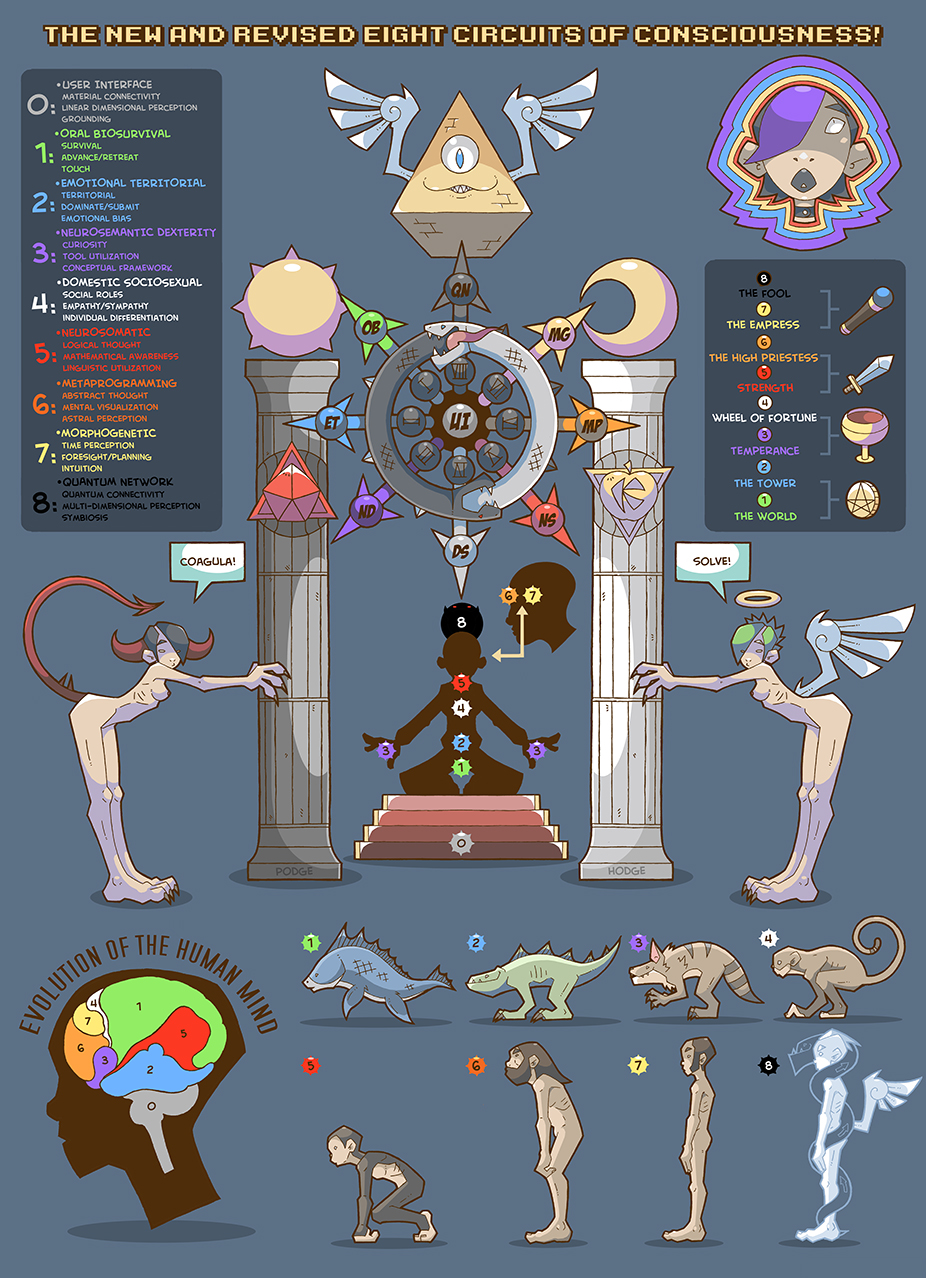 THE NEW AND REVISED EIGHT CIRCUITS OF CONSCIOUSNESS!
0:
•USER INTERFACE
MATERIAL CONNECTIVITY
LINEAR DIMENSIONAL PERCEPTION
GROUNDING
1:
•ORAL BIOSURVIVAL
SURVIVAL
ADVANCE/RETREAT
TOUCH
2:
•EMOTIONAL TERRITORIAL
TERRITORIAL
DOMINATE/SUBMIT
EMOTIONAL BIAS
3:
•NEUROSEMANTIC DEXTERITY
CURIOSITY
TOOL UTILIZATION
CONCEPTUAL FRAMEWORK
4:
•DOMESTIC SOCIOSEXUAL
SOCIAL ROLES
EMPATHY/SYMPATHY
INDIVIDUAL DIFFERENTIATION
5:
•NEUROSOMATIC
LOGICAL THOUGHT
MATHEMATICAL AWARENESS
LINGUISTIC UTILIZATION
6:
•METAPROGRAMMING
ABSTRACT THOUGHT
MENTAL VISUALIZATION
ASTRAL PERCEPTION
7:
•MORPHOGENETIC
TIME PERCEPTION
FORESIGHT/PLANNING
INTUITION
8:
•QUANTUM NETWORK
QUANTUM CONNECTIVITY
MULTI-DIMENSIONAL PERCEPTION
SYMBIOSIS
QN
OB
MG
ET
UI
MP
ND
NS
DS
8
THE FOOL
7
THE EMPRESS
6
THE HIGH PRIESTESS
5
STRENGTH
4
WHEEL OF FORTUNE
3
TEMPERANCE
2
THE TOWER
1
THE WORLD
COAGULA!
SOLVE!
6 7
8
5
4
3 2 3
1
0
PODGE
HODGE
EVOLUTION OF THE HUMAN MIND
4
1
7
6
5
3
2
0
1
2
3
4
5
6
7
8